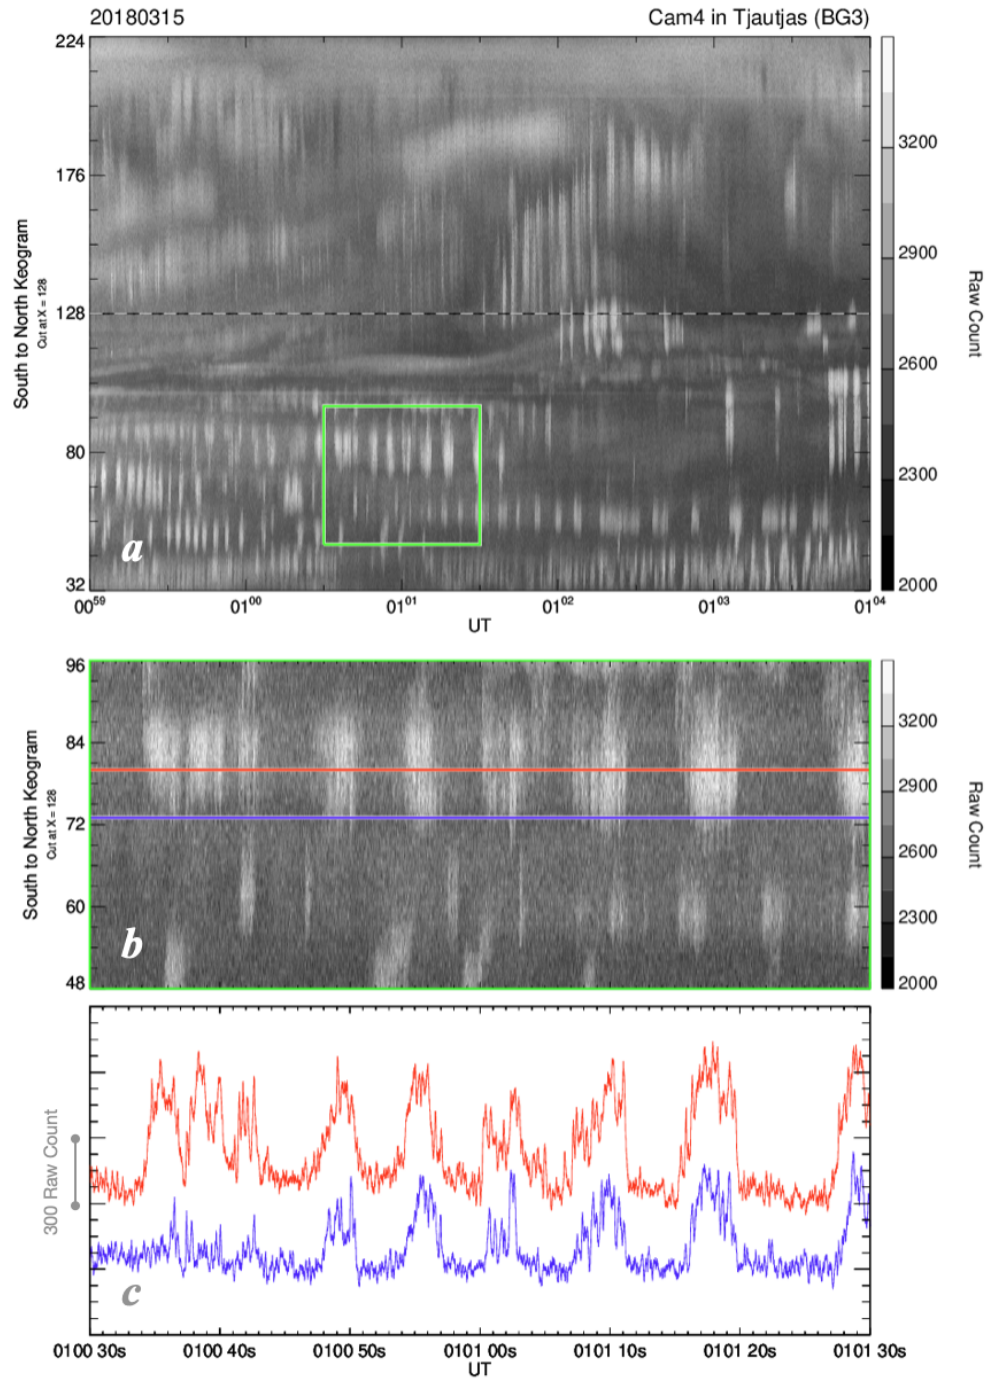 20180315 Cam4 in Tjautjas (BG3)
224
176
128
80
32
South to North Keogram
Cut at X = 128
a
3200
2900
2600
2300
2000
Raw Count
00⁵⁹ 01⁰⁰ 01⁰¹ 01⁰² 01⁰³ 01⁰⁴
UT
96
84
72
60
48
South to North Keogram
Cut at X = 128
b
3200
2900
2600
2300
2000
Raw Count
300 Raw Count
c
0100 30s 0100 40s 0100 50s 0101 00s 0101 10s 0101 20s 0101 30s
UT